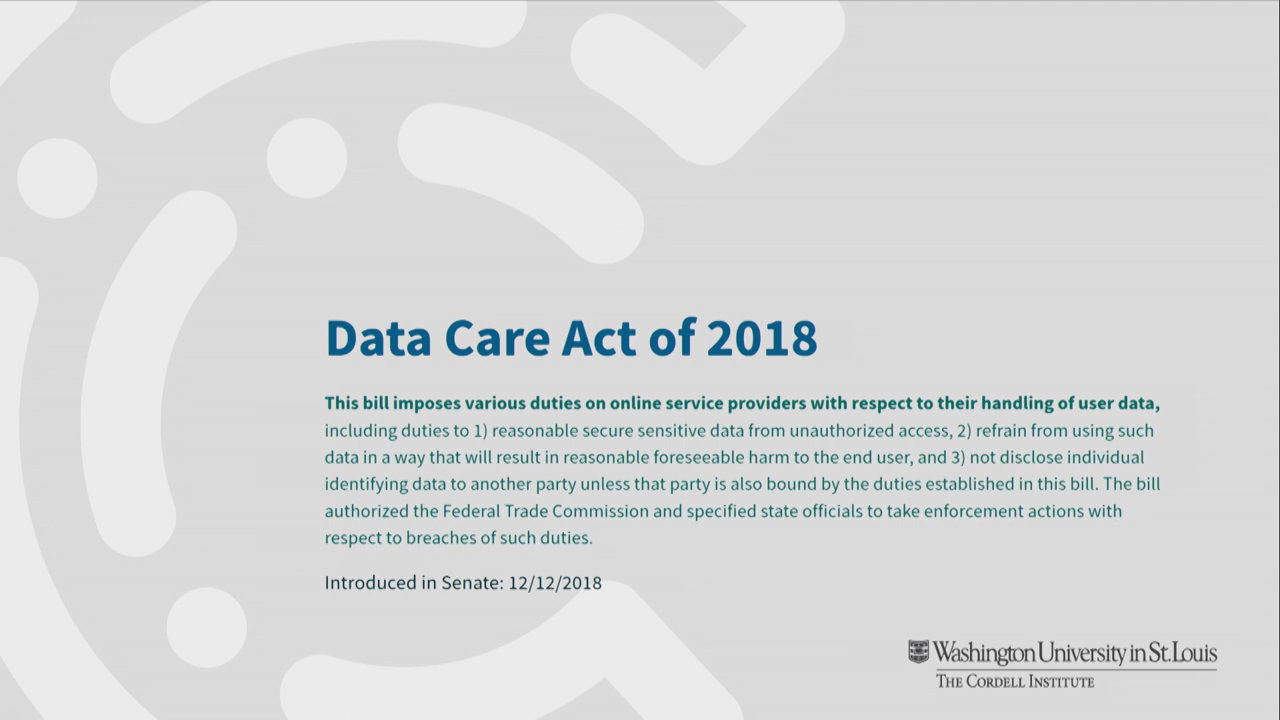 Data Care Act of 2018
This bill imposes various duties on online service providers with respect to their handling of user data,
including duties to 1) reasonable secure sensitive data from unauthorized access, 2) refrain from using such
data in a way that will result in reasonable foreseeable harm to the end user, and 3) not disclose individual
identifying data to another party unless that party is also bound by the duties established in this bill. The bill
authorized the Federal Trade Commission and specified state officials to take enforcement actions with
respect to breaches of such duties.
Introduced in Senate: 12/12/2018
Washington University in St. Louis
THE CORDELL INSTITUTE